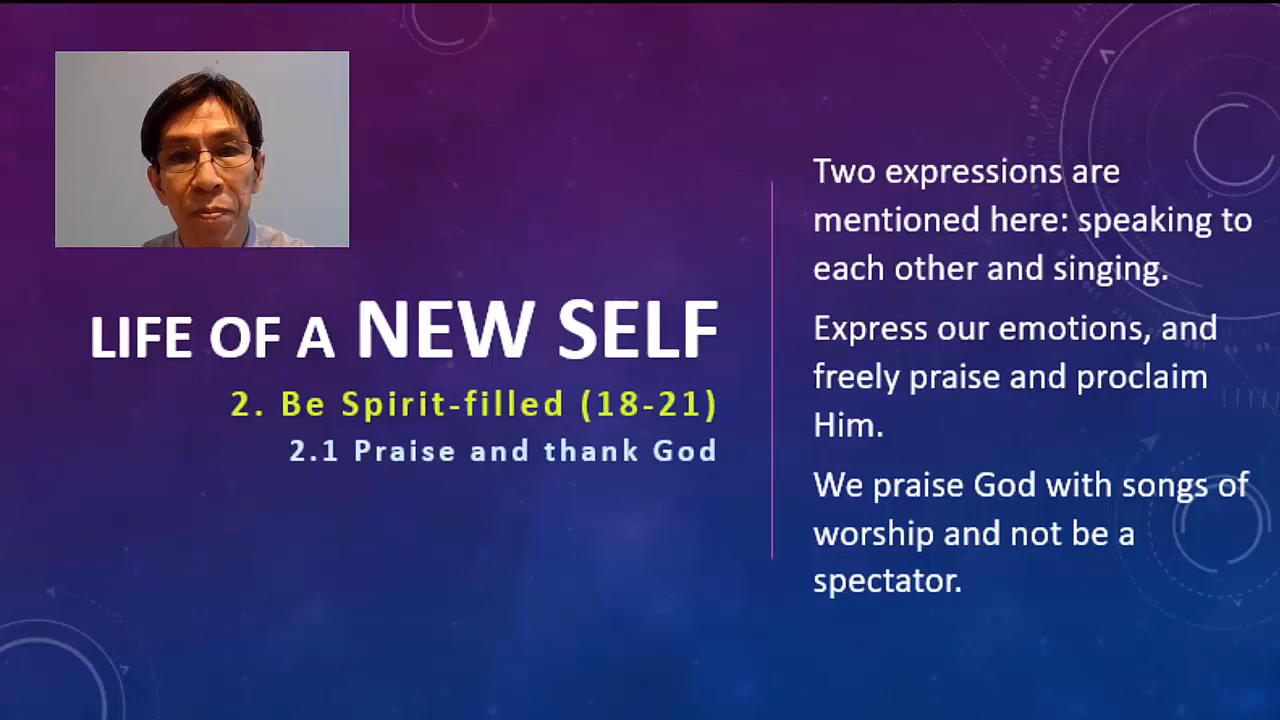 LIFE OF A NEW SELF
2. Be Spirit-filled (18-21)
2.1 Praise and thank God
Two expressions are
mentioned here: speaking to
each other and singing.
Express our emotions, and
freely praise and proclaim
Him.
We praise God with songs of
worship and not be a
spectator.